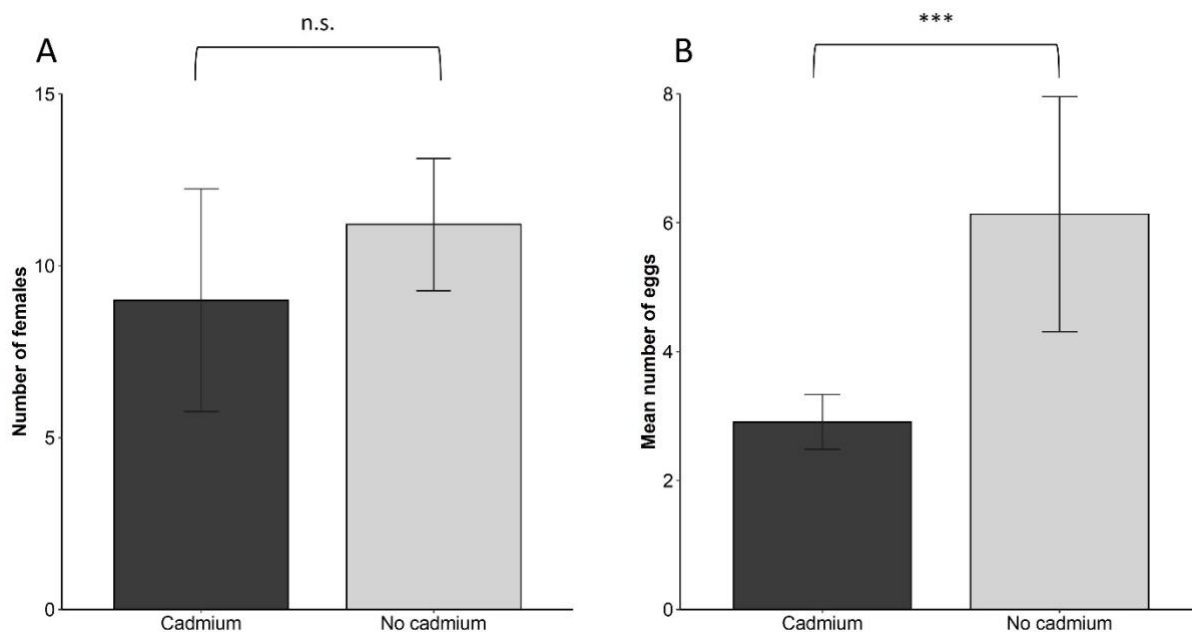 A
n.s.
15
10
5
0
Number of females
Cadmium
No cadmium
B
***
8
6
4
2
0
Mean number of eggs
Cadmium
No cadmium